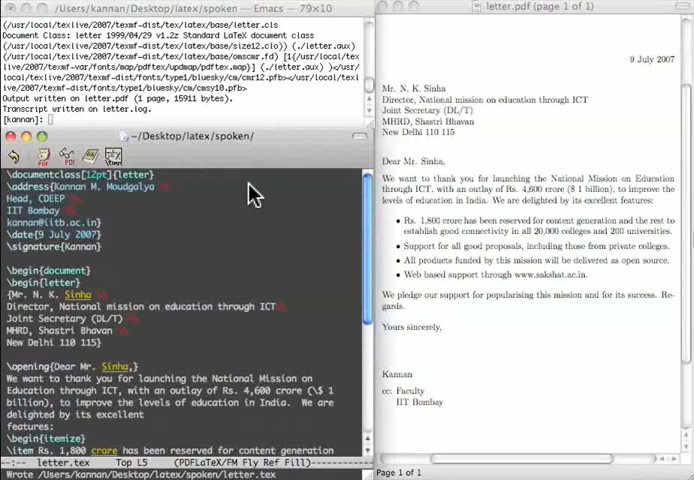 /usr/local/texlive/2007/texmf-dist/tex/latex/spoken - Emacs — 79×10
(/usr/local/texlive/2007/texmf-dist/tex/latex/base/letter.cls
Document Class: letter 1999/04/29 v1.2z Standard LaTeX document class
(/usr/local/texlive/2007/texmf-dist/tex/latex/base/size12.clo)) (./letter.aux)
(/usr/local/texlive/2007/texmf-dist/tex/latex/base/omscmr.fd) [1{/usr/local/tex
live/2007/texmf-var/fonts/map/pdftex/updmap/pdftex.map}] (./letter.aux) )</usr/
local/texlive/2007/texmf-dist/fonts/type1/bluesky/cm/cmr12.pfb></usr/local/texl
ive/2007/texmf-dist/fonts/type1/bluesky/cm/cmsy10.pfb>
Output written on letter.pdf (1 page, 15911 bytes).
Transcript written on letter.log.
[kannan]:
~/Desktop/latex/spoken/
\documentclass[12pt]{letter}
\address{Kannan M. Moudgalya \\
Head, CDEEP \\
IIT Bombay \\
kannan@iitb.ac.in}
\date{9 July 2007}
\signature{Kannan}
\begin{document}
\begin{letter}
{Mr. N. K. Sinha \\
Director, National mission on education through ICT\\
Joint Secretary (DL/T) \\
MHRD, Shastri Bhavan \\
New Delhi 110 115}
\opening{Dear Mr. Sinha,}
We want to thank you for launching the National Mission on
Education through ICT, with an outlay of Rs. 4,600 crore (\$ 1
billion), to improve the levels of education in India.  We are
delighted by its excellent
features:
\begin{itemize}
\item Rs. 1,800 crore has been reserved for content generation
--:-- letter.tex Top L5 (PDFLaTeX/FM Fly Ref Fill)
Wrote /Users/kannan/Desktop/latex/spoken/letter.tex
letter.pdf (page 1 of 1)
9 July 2007
Mr. N. K. Sinha
Director, National mission on education through ICT
Joint Secretary (DL/T)
MHRD, Shastri Bhavan
New Delhi 110 115
Dear Mr. Sinha,
We want to thank you for launching the National Mission on Education
through ICT, with an outlay of Rs. 4,600 crore ($ 1 billion), to improve the
levels of education in India. We are delighted by its excellent features:
• Rs. 1,800 crore has been reserved for content generation and the rest to
establish good connectivity in all 20,000 colleges and 200 universities.
• Support for all good proposals, including those from private colleges.
• All products funded by this mission will be delivered as open source.
• Web based support through www.sakshat.ac.in.
We pledge our support for popularising this mission and for its success. Re-
gards.
Yours sincerely,
Kannan
cc: Faculty
IIT Bombay
Page 1 of 1